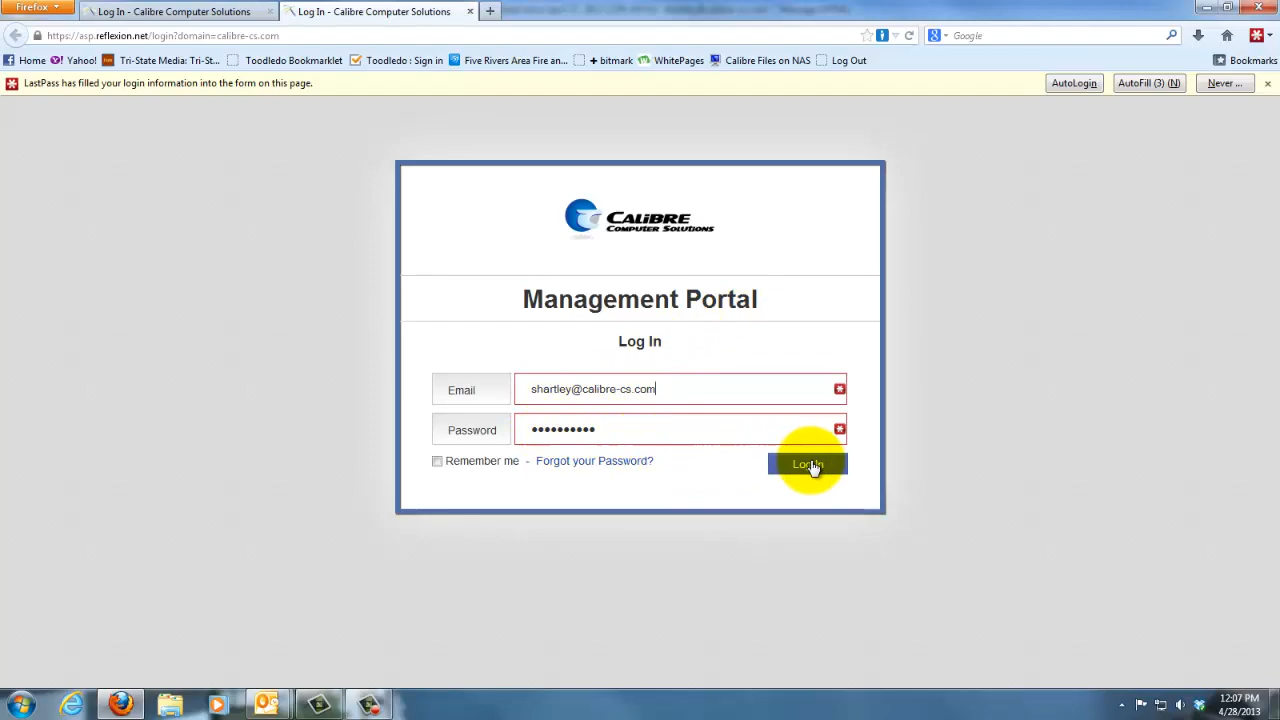 Firefox
Log In - Calibre Computer Solutions
Log In - Calibre Computer Solutions
https://asp.reflexion.net/login?domain=calibre-cs.com
Google
Home
Yahoo!
Tri-State Media: Tri-St...
Toodledo Bookmarklet
Toodledo : Sign in
Five Rivers Area Fire an...
+ bitmark
WhitePages
Calibre Files on NAS
Log Out
Bookmarks
LastPass has filled your login information into the form on this page.
AutoLogin
AutoFill (3) (N)
Never ...
CALiBRE
COMPUTER SOLUTIONS
Management Portal
Log In
Email
shartley@calibre-cs.com
Password
Remember me - Forgot your Password?
Log In
12:07 PM
4/28/2013